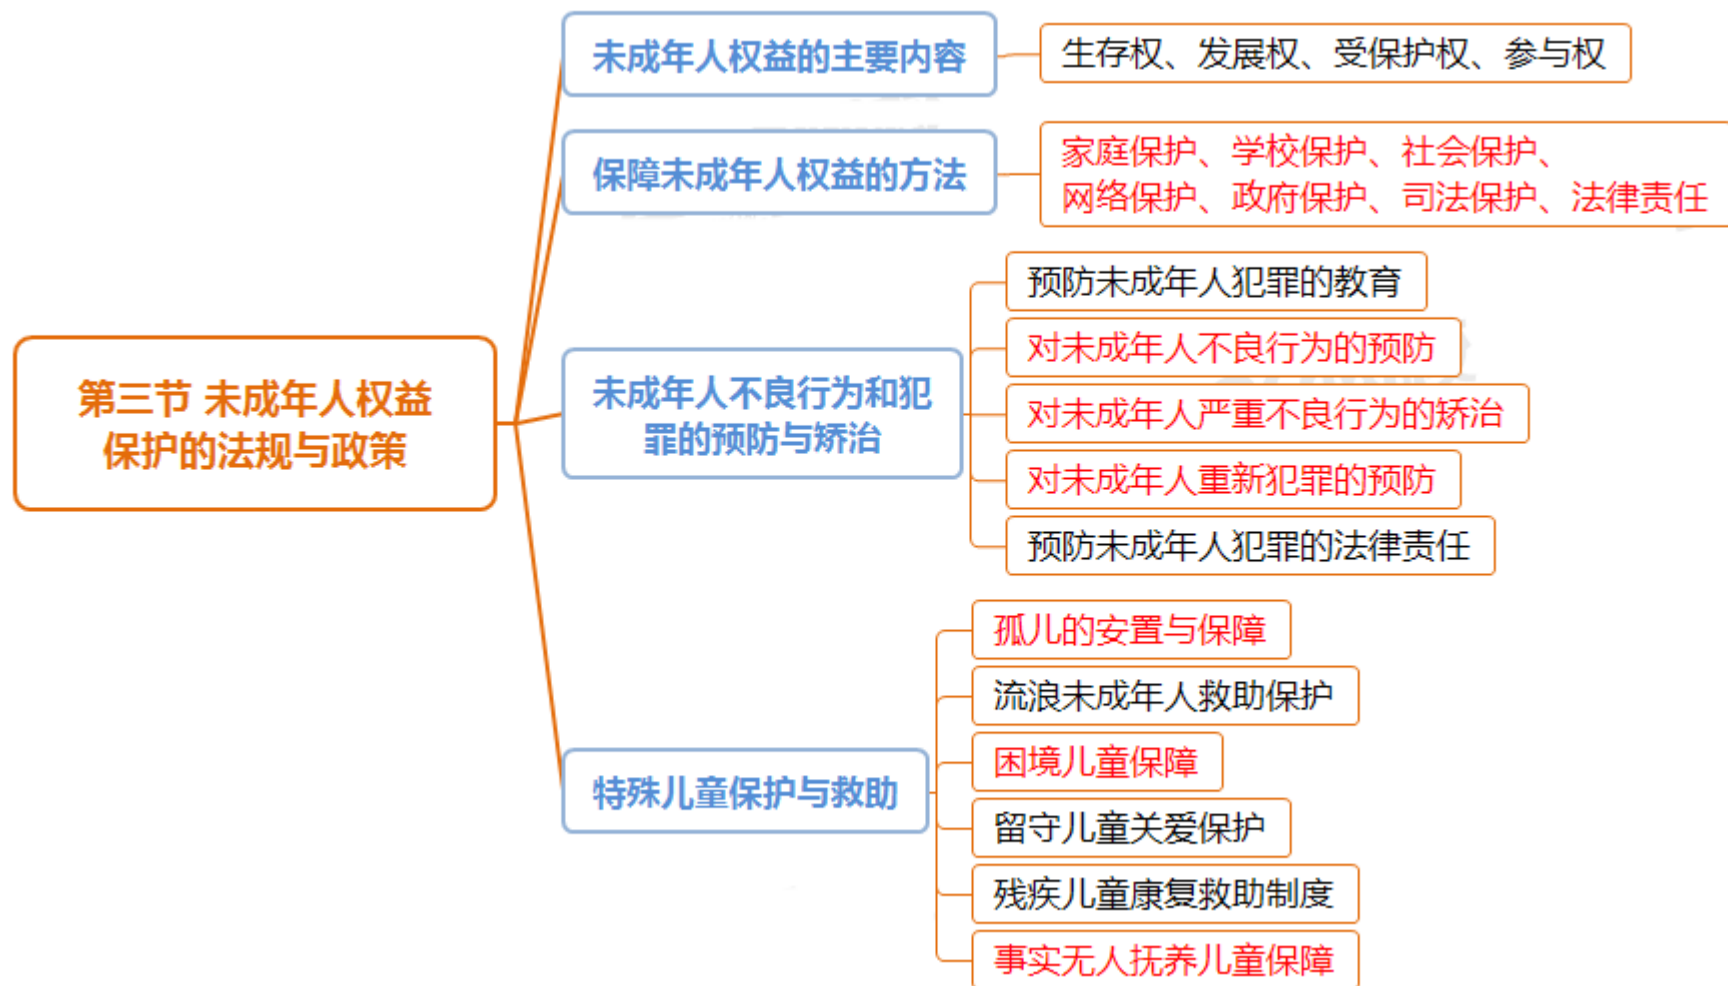 第三节 未成年人权益
保护的法规与政策
未成年人权益的主要内容
生存权、发展权、受保护权、参与权
保障未成年人权益的方法
家庭保护、学校保护、社会保护、
网络保护、政府保护、司法保护、法律责任
未成年人不良行为和犯
罪的预防与矫治
预防未成年人犯罪的教育
对未成年人不良行为的预防
对未成年人严重不良行为的矫治
对未成年人重新犯罪的预防
预防未成年人犯罪的法律责任
特殊儿童保护与救助
孤儿的安置与保障
流浪未成年人救助保护
困境儿童保障
留守儿童关爱保护
残疾儿童康复救助制度
事实无人抚养儿童保障